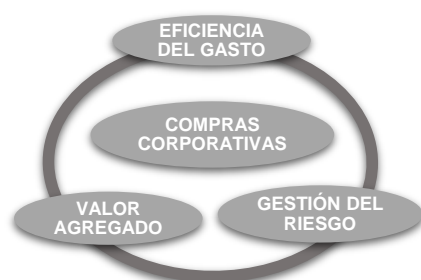 EFICIENCIA
DEL GASTO
COMPRAS
CORPORATIVAS
VALOR
AGREGADO
GESTIÓN DEL
RIESGO